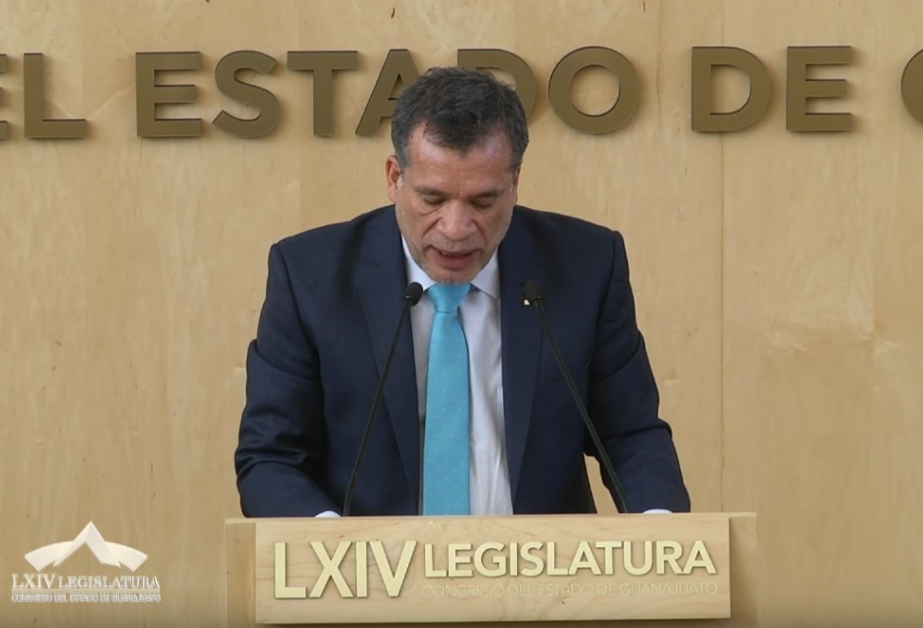 EL ESTADO DE G
LXIV LEGISLATURA
CONGRESO DEL ESTADO DE GUANAJUATO
LXIV LEGISLATURA
CONGRESO DEL ESTADO DE GUANAJUATO